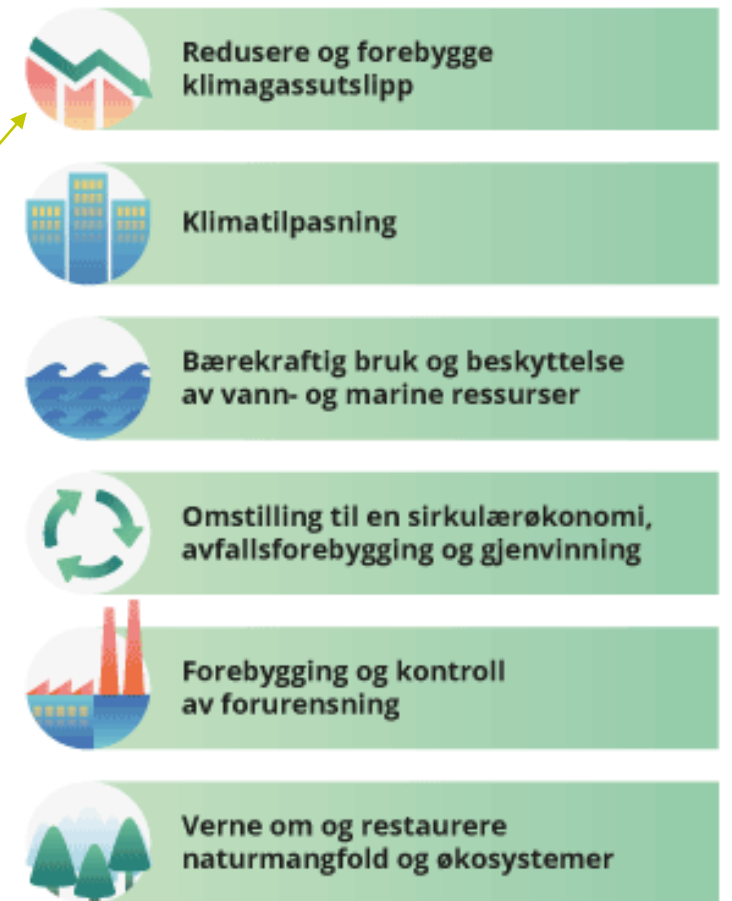 Redusere og forebygge
klimagassutslipp
Klimatilpasning
Bærekraftig bruk og beskyttelse
av vann- og marine ressurser
Omstilling til en sirkulærøkonomi,
avfallsforebygging og gjenvinning
Forebygging og kontroll
av forurensning
Verne om og restaurere
naturmangfold og økosystemer